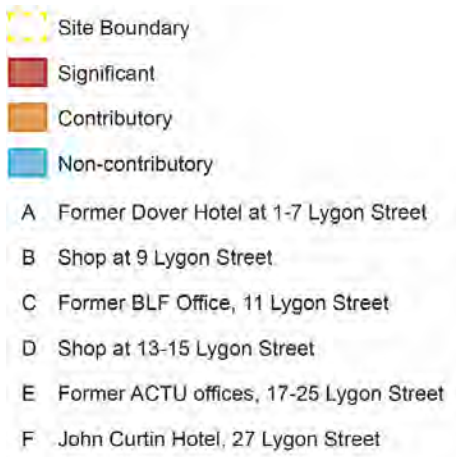 Site Boundary
Significant
Contributory
Non-contributory
A Former Dover Hotel at 1-7 Lygon Street
B Shop at 9 Lygon Street
C Former BLF Office, 11 Lygon Street
D Shop at 13-15 Lygon Street
E Former ACTU offices, 17-25 Lygon Street
F John Curtin Hotel, 27 Lygon Street